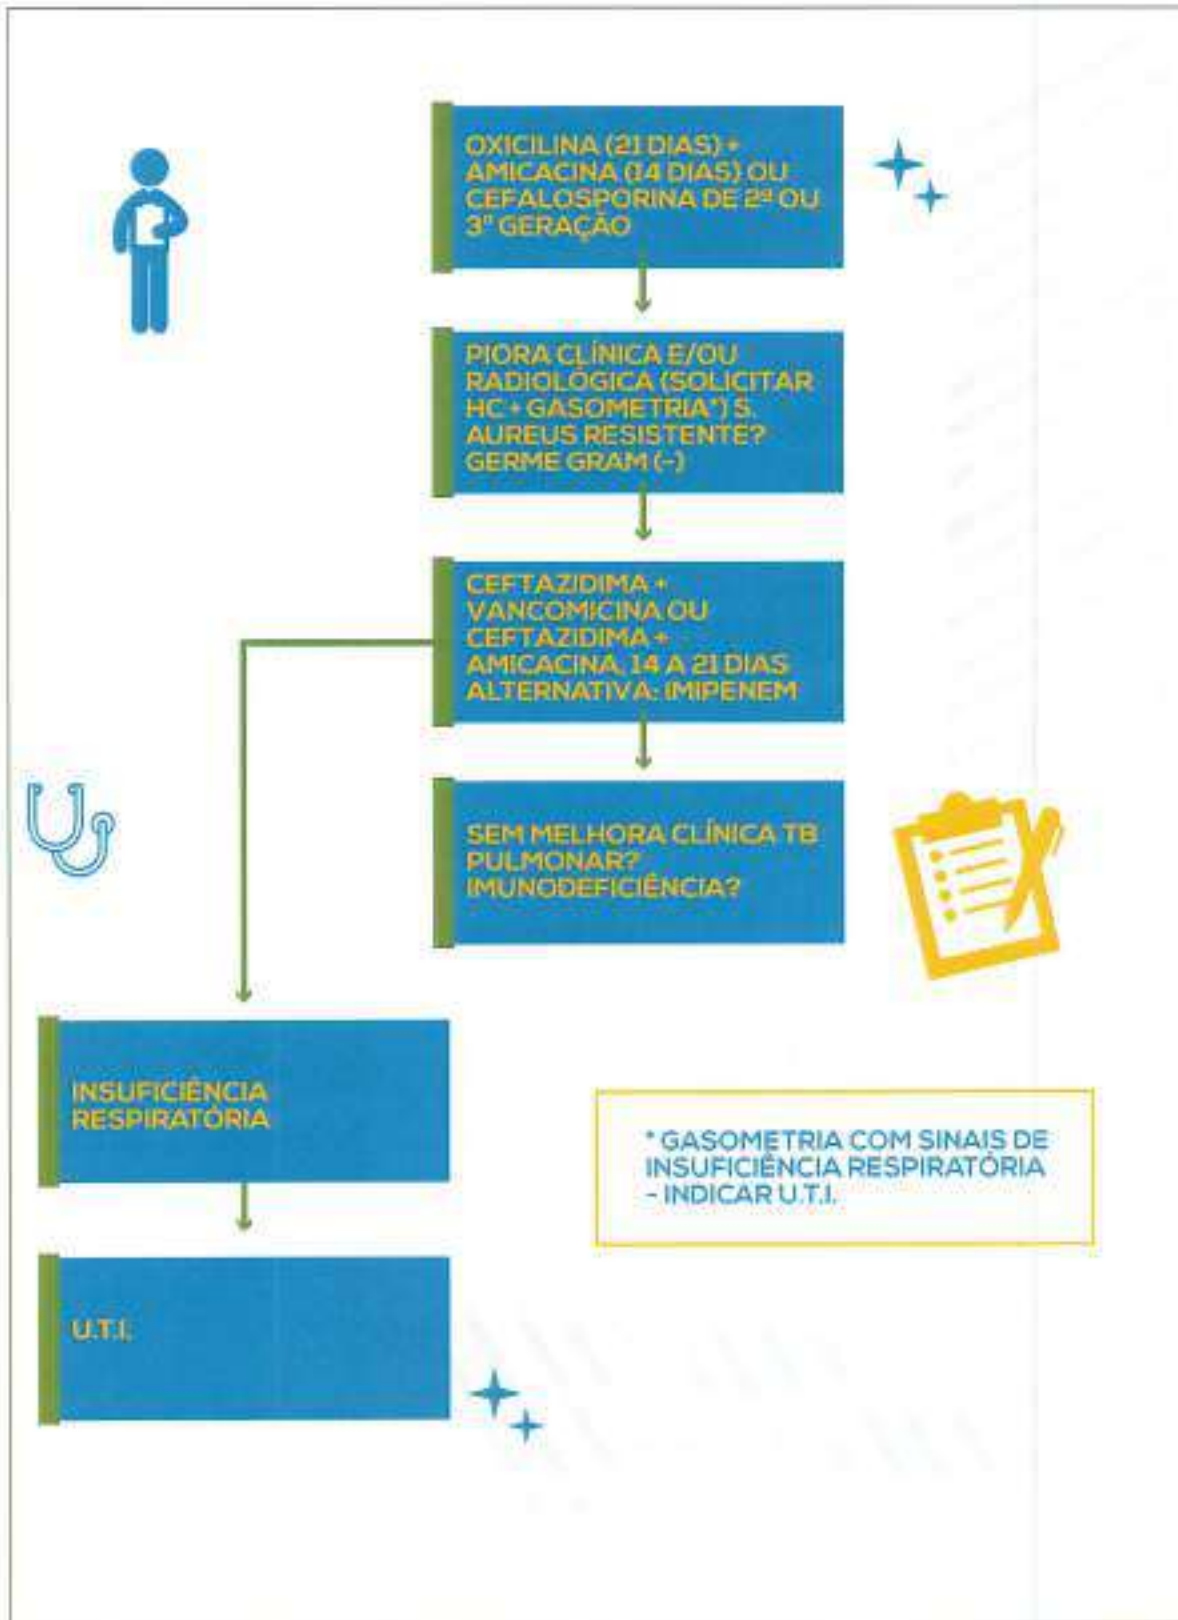 OXICILINA (21 DIAS) +
AMICACINA (14 DIAS) OU
CEFALOSPORINA DE 2ª OU
3ª GERAÇÃO
PIORA CLÍNICA E/OU
RADIOLÓGICA (SOLICITAR
HC + GASOMETRIA*) S.
AUREUS RESISTENTE?
GERME GRAM (-)
CEFTAZIDIMA +
VANCOMICINA OU
CEFTAZIDIMA +
AMICACINA, 14 A 21 DIAS
ALTERNATIVA: IMIPENEM
SEM MELHORA CLÍNICA TB
PULMONAR?
IMUNODEFICIÊNCIA?
INSUFICIÊNCIA
RESPIRATÓRIA
* GASOMETRIA COM SINAIS DE
INSUFICIÊNCIA RESPIRATÓRIA
- INDICAR U.T.I.
U.T.I.